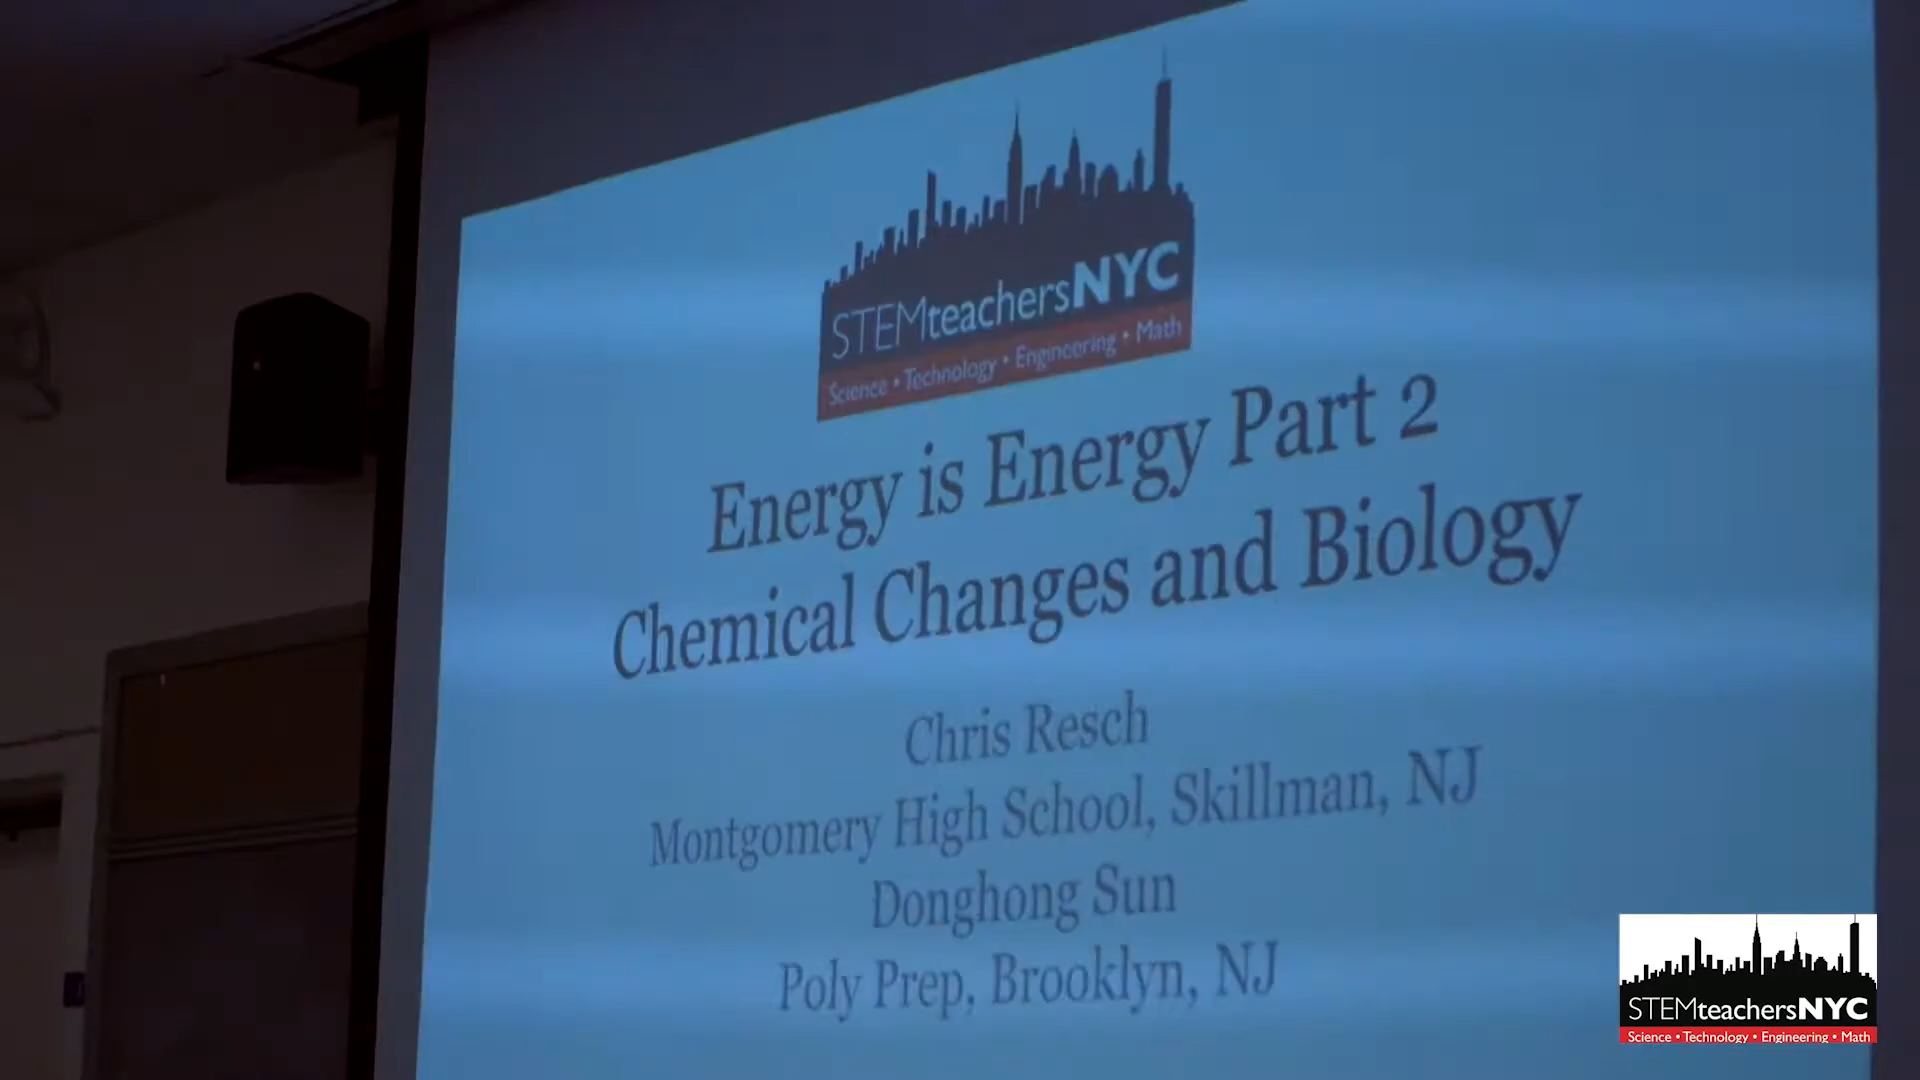 STEMteachersNYC
Science • Technology • Engineering • Math
Energy is Energy Part 2
Chemical Changes and Biology
Chris Resch
Montgomery High School, Skillman, NJ
Donghong Sun
Poly Prep, Brooklyn, NJ
STEMteachersNYC
Science • Technology • Engineering • Math